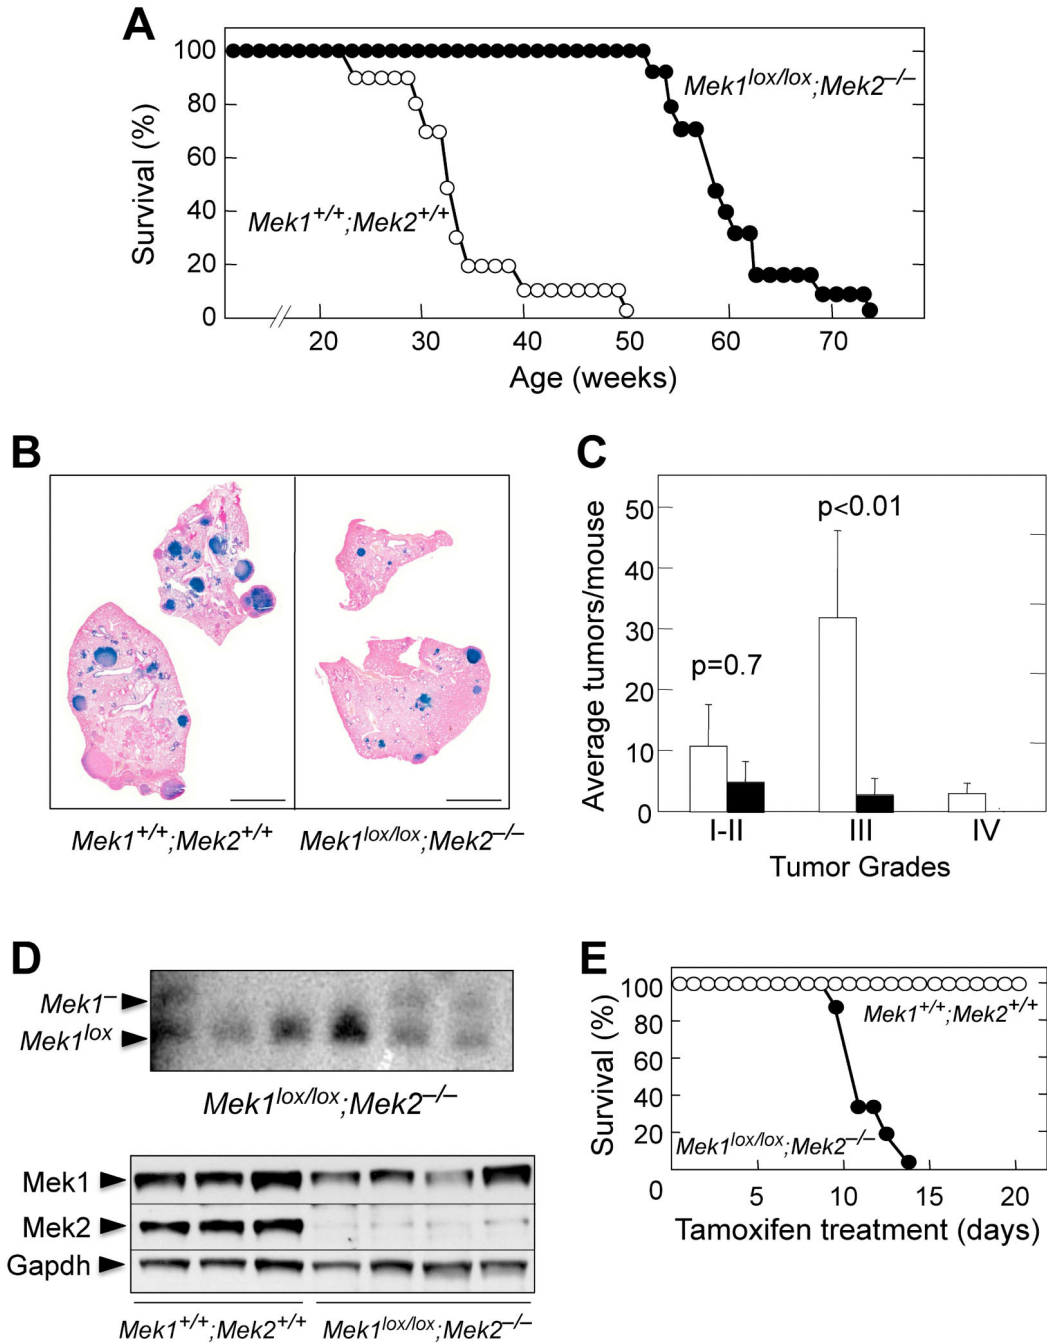 A
100
80
60
40
20
0
Survival (%)
Mek1lox/lox;Mek2–/–
Mek1+/+;Mek2+/+
20 30 40 50 60 70
Age (weeks)
B
Mek1+/+;Mek2+/+ Mek1lox/lox;Mek2–/–
C
50
40
30
20
10
0
Average tumors/mouse
p=0.7
p<0.01
I-II III IV
Tumor Grades
D
Mek1–
Mek1lox
Mek1lox/lox;Mek2–/–
Mek1
Mek2
Gapdh
Mek1+/+;Mek2+/+ Mek1lox/lox;Mek2–/–
E
100
80
60
40
20
0
Survival (%)
Mek1+/+;Mek2+/+
Mek1lox/lox;Mek2–/–
5 10 15 20
Tamoxifen treatment (days)